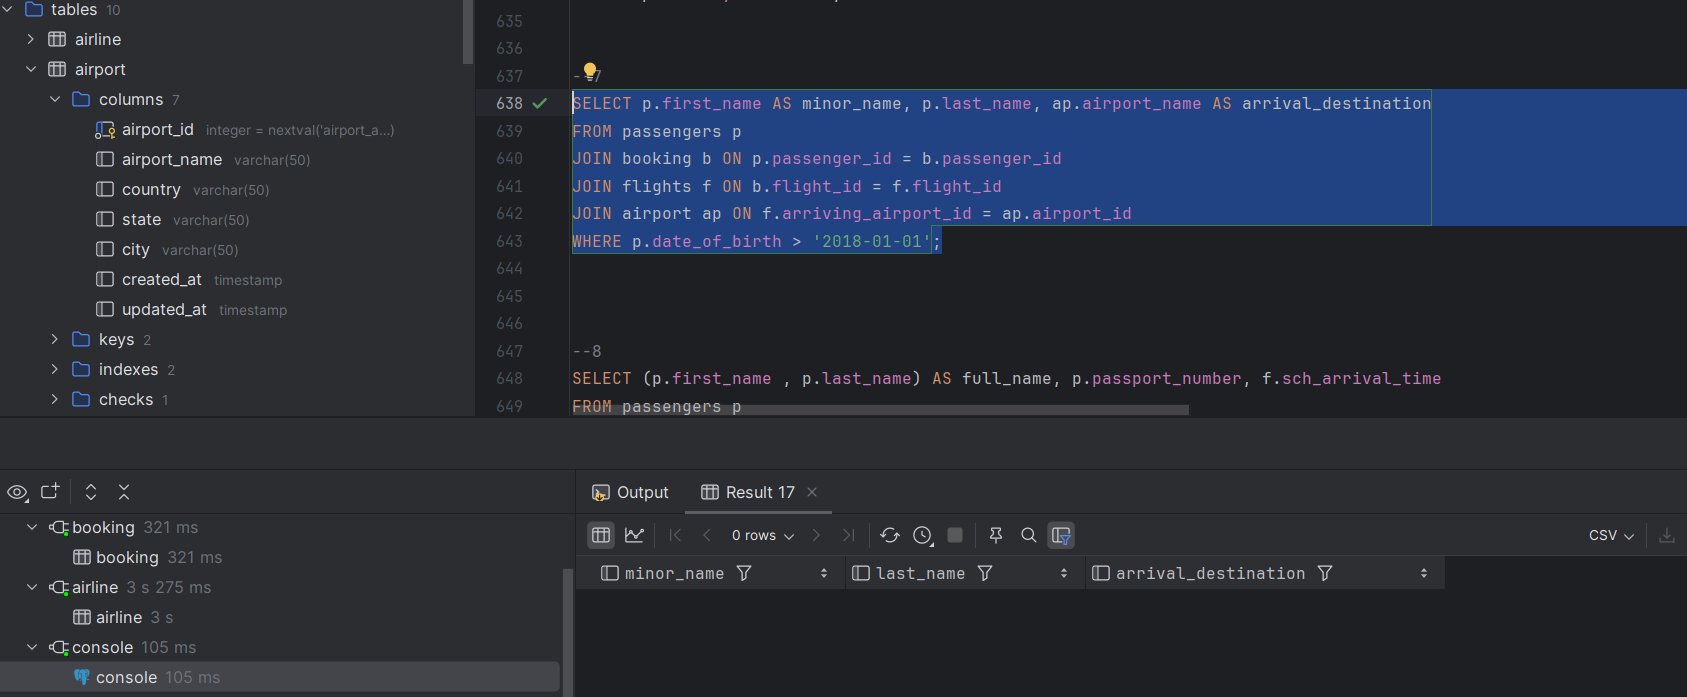 tables 10
airline
airport
columns 7
airport_id integer = nextval('airport_a...)
airport_name varchar(50)
country varchar(50)
state varchar(50)
city varchar(50)
created_at timestamp
updated_at timestamp
keys 2
indexes 2
checks 1
635
636
637 --7
638 SELECT p.first_name AS minor_name, p.last_name, ap.airport_name AS arrival_destination
639 FROM passengers p
640 JOIN booking b ON p.passenger_id = b.passenger_id
641 JOIN flights f ON b.flight_id = f.flight_id
642 JOIN airport ap ON f.arriving_airport_id = ap.airport_id
643 WHERE p.date_of_birth > '2018-01-01';
644
645
646
647 --8
648 SELECT (p.first_name , p.last_name) AS full_name, p.passport_number, f.sch_arrival_time
649 FROM passengers p
booking 321 ms
booking 321 ms
airline 3 s 275 ms
airline 3 s
console 105 ms
console 105 ms
Output Result 17
0 rows CSV
minor_name last_name arrival_destination